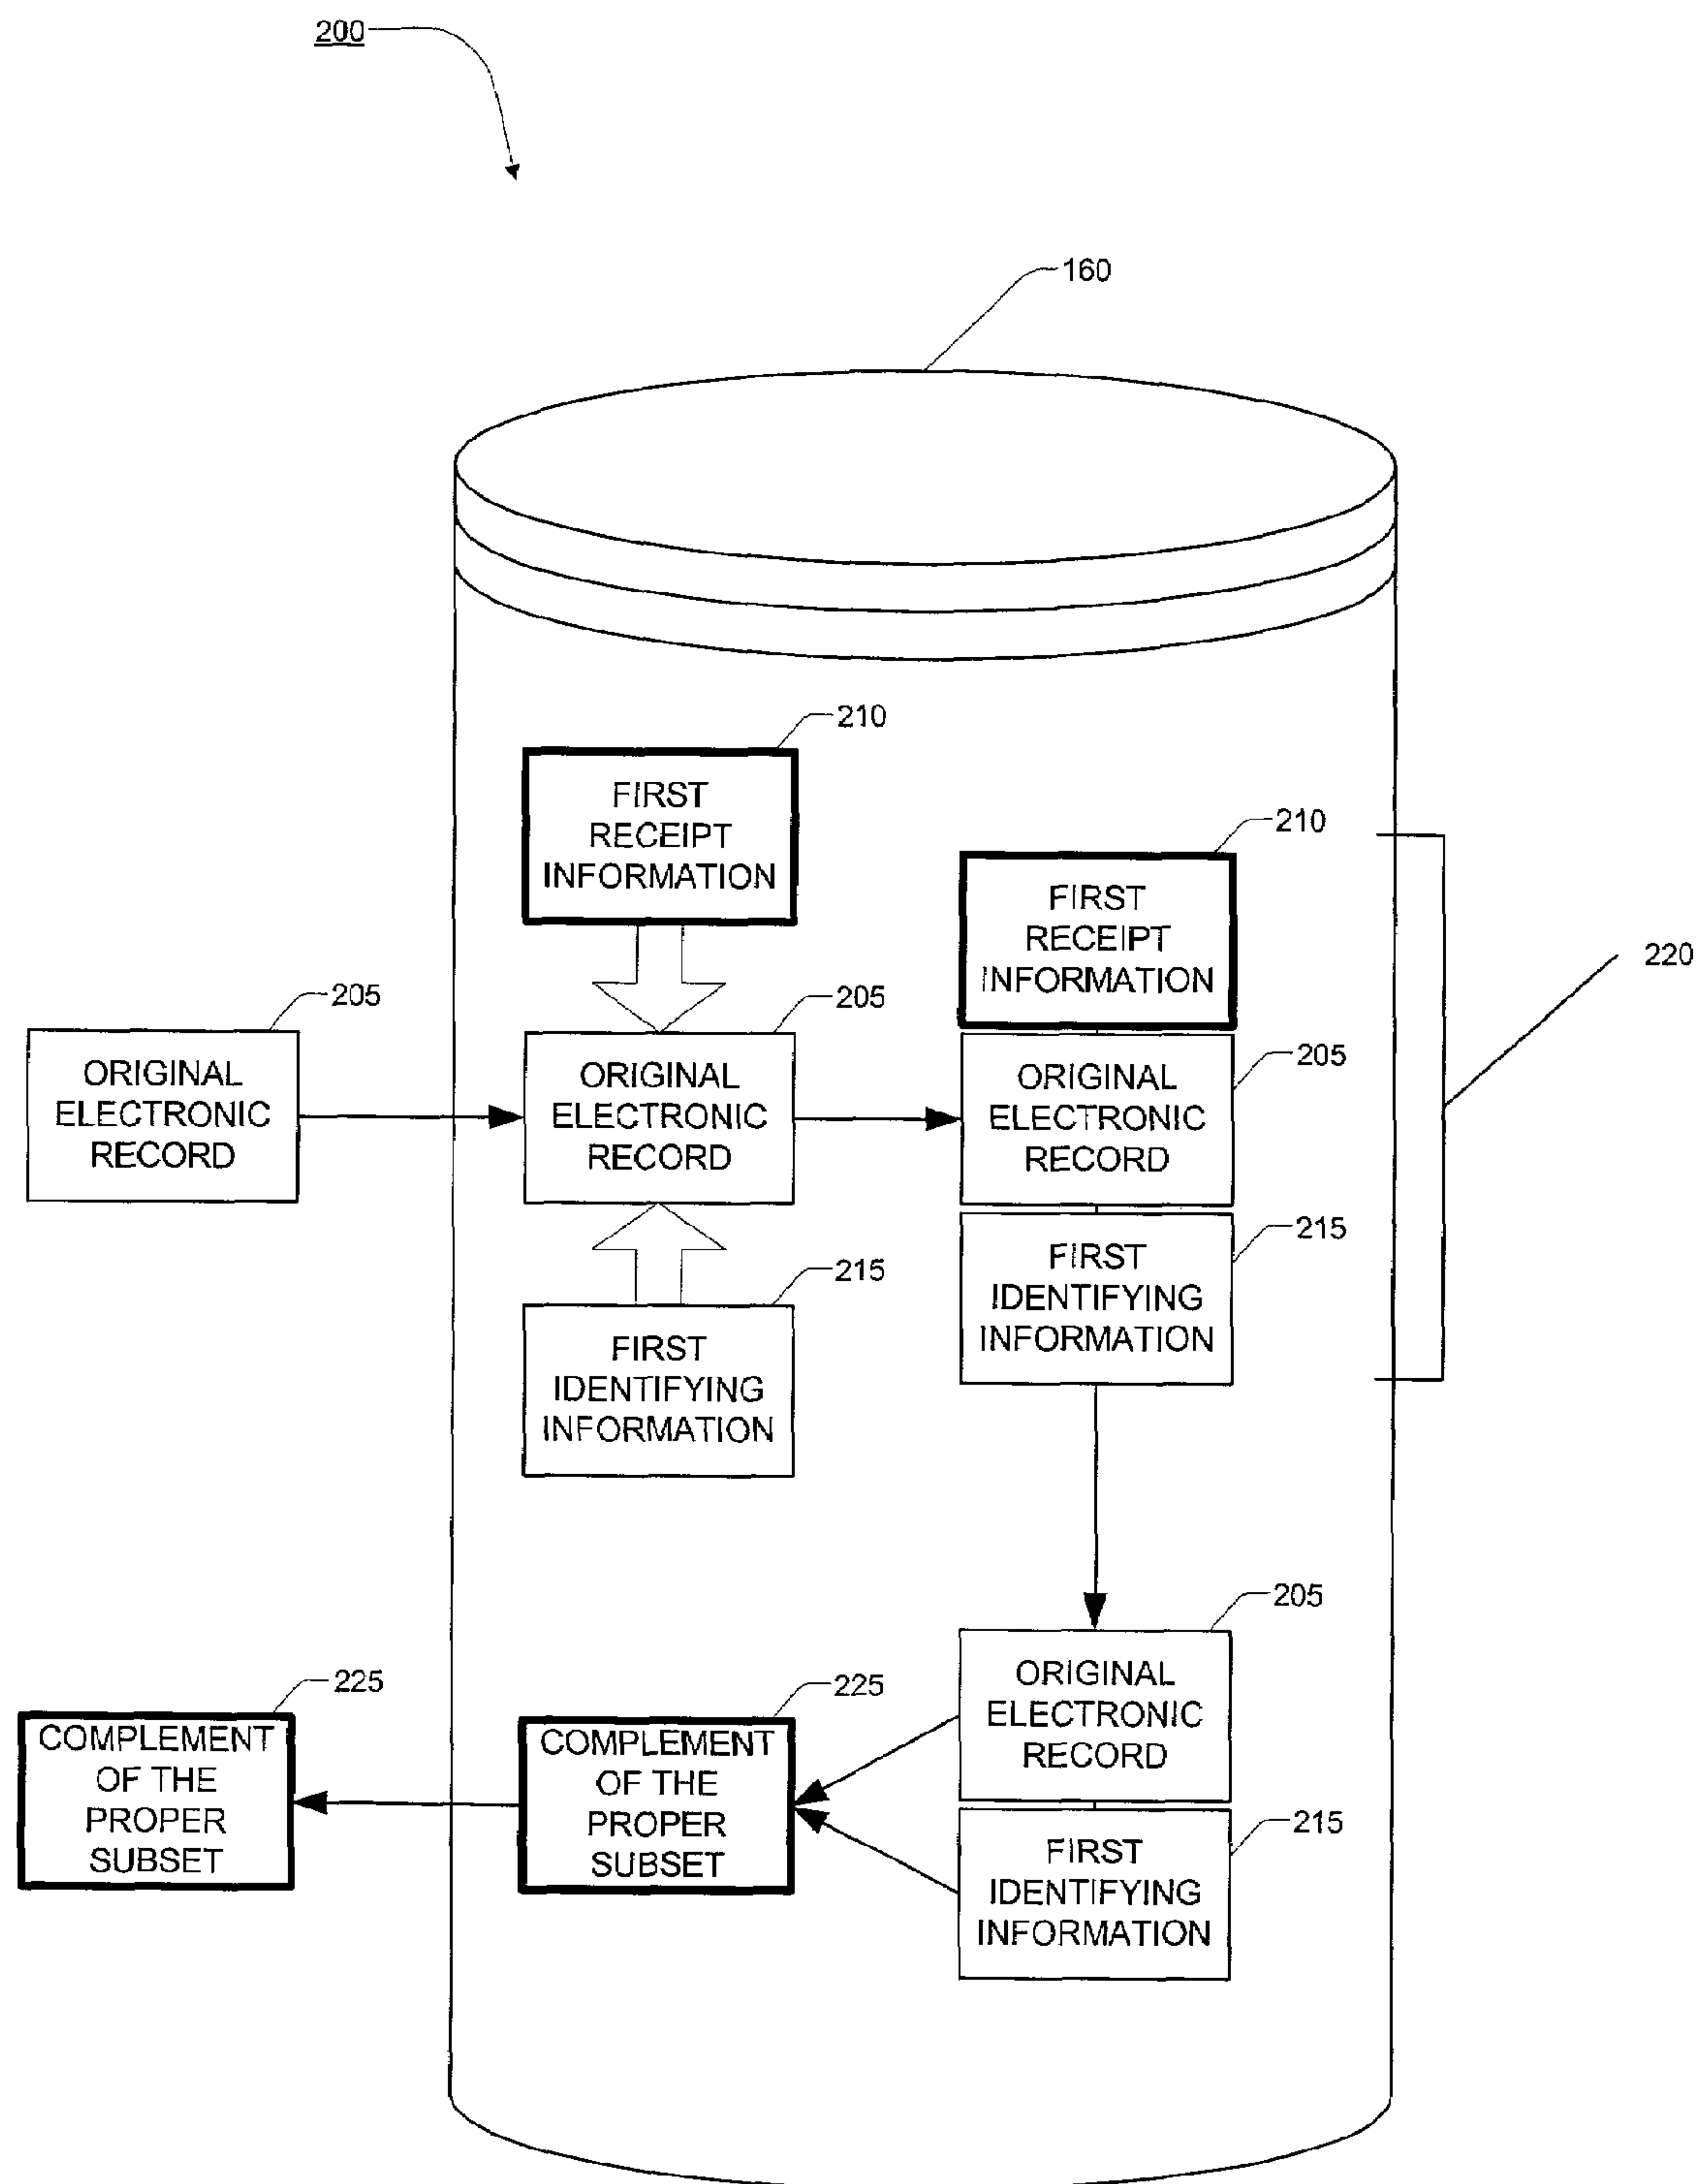 200
160
210
FIRST
RECEIPT
INFORMATION
210
FIRST
RECEIPT
INFORMATION
220
205
ORIGINAL
ELECTRONIC
RECORD
205
ORIGINAL
ELECTRONIC
RECORD
205
ORIGINAL
ELECTRONIC
RECORD
215
FIRST
IDENTIFYING
INFORMATION
215
FIRST
IDENTIFYING
INFORMATION
205
ORIGINAL
ELECTRONIC
RECORD
225
COMPLEMENT
OF THE
PROPER
SUBSET
225
COMPLEMENT
OF THE
PROPER
SUBSET
215
FIRST
IDENTIFYING
INFORMATION